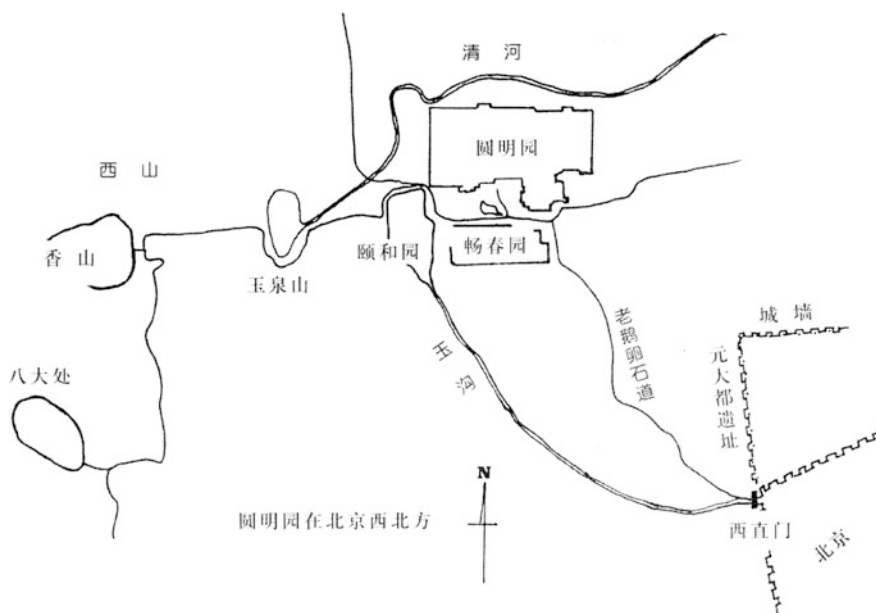 清河
圆明园
西山
香山
玉泉山
颐和园
畅春园
城墙
老鹅卵石道
元大都遗址
玉沟
八大处
N
圆明园在北京西北方
西直门
北京